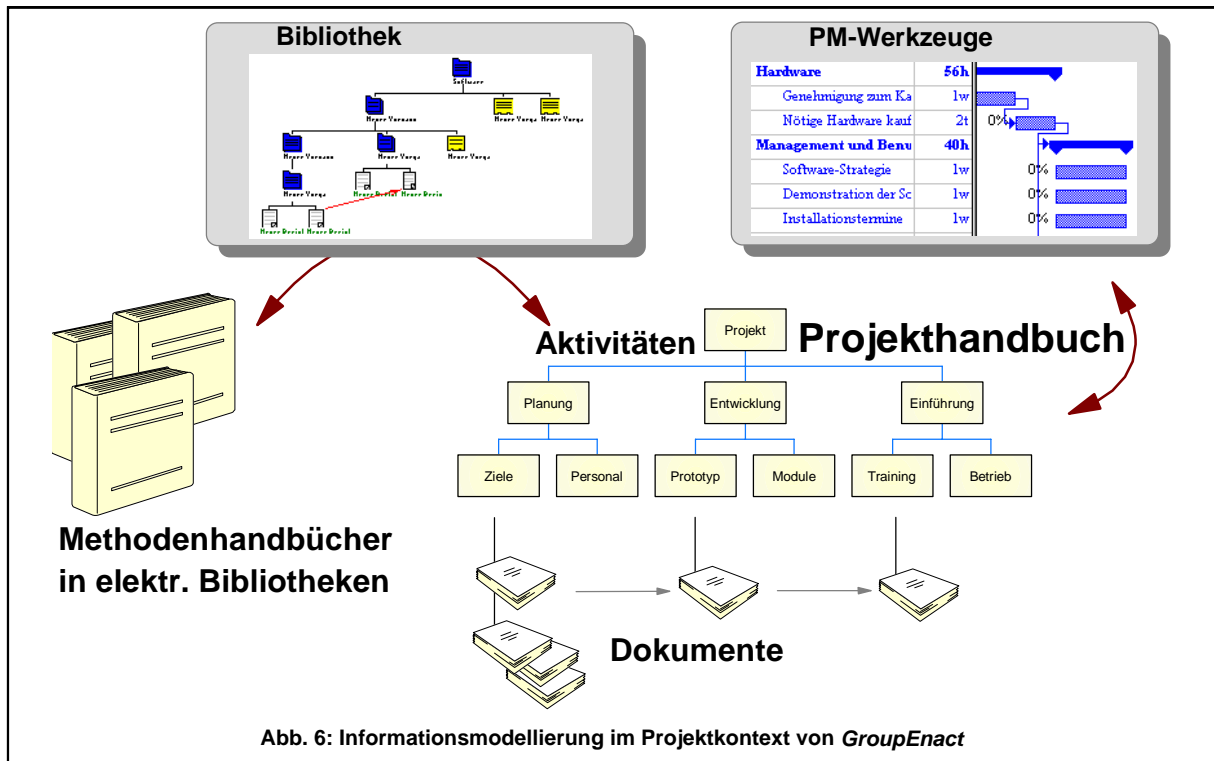 Bibliothek
Software
PM-Werkzeuge
Hardware 56h
Genehmigung zum Ka 1w
Nötige Hardware kauf 2t 0%
Management und Benu 40h
Software-Strategie 1w 0%
Demonstration der Sc 1w 0%
Installationstermine 1w 0%
Aktivitäten
Projekt
Projekthandbuch
Planung
Entwicklung
Einführung
Ziele
Personal
Prototyp
Module
Training
Betrieb
Methodenhandbücher
in elektr. Bibliotheken
Dokumente
Abb. 6: Informationsmodellierung im Projektkontext von GroupEnact